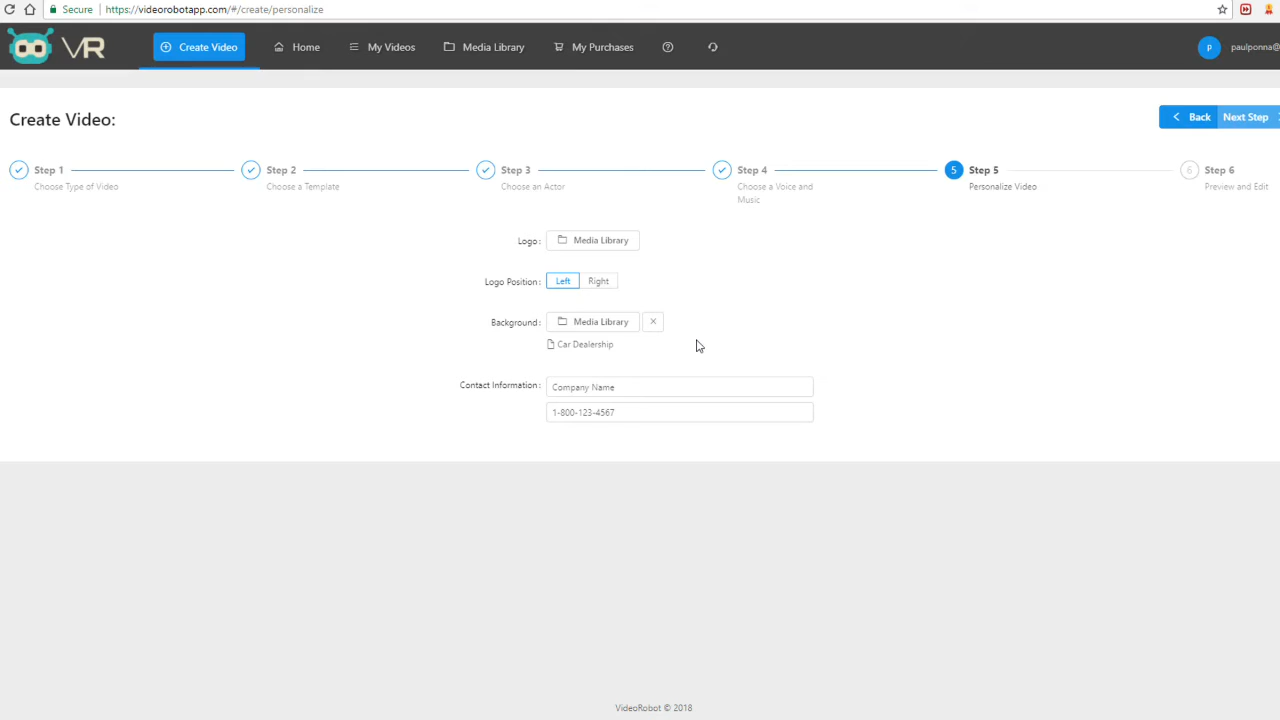 Secure https://videorobotapp.com/#/create/personalize
VR Create Video Home My Videos Media Library My Purchases p paulponna@
Create Video:
Back Next Step
Step 1 Step 2 Step 3 Step 4 5 Step 5 6 Step 6
Choose Type of Video Choose a Template Choose an Actor Choose a Voice and Personalize Video Preview and Edit
Music
Logo : Media Library
Logo Position : Left Right
Background : Media Library
Car Dealership
Contact Information : Company Name
1-800-123-4567
VideoRobot © 2018